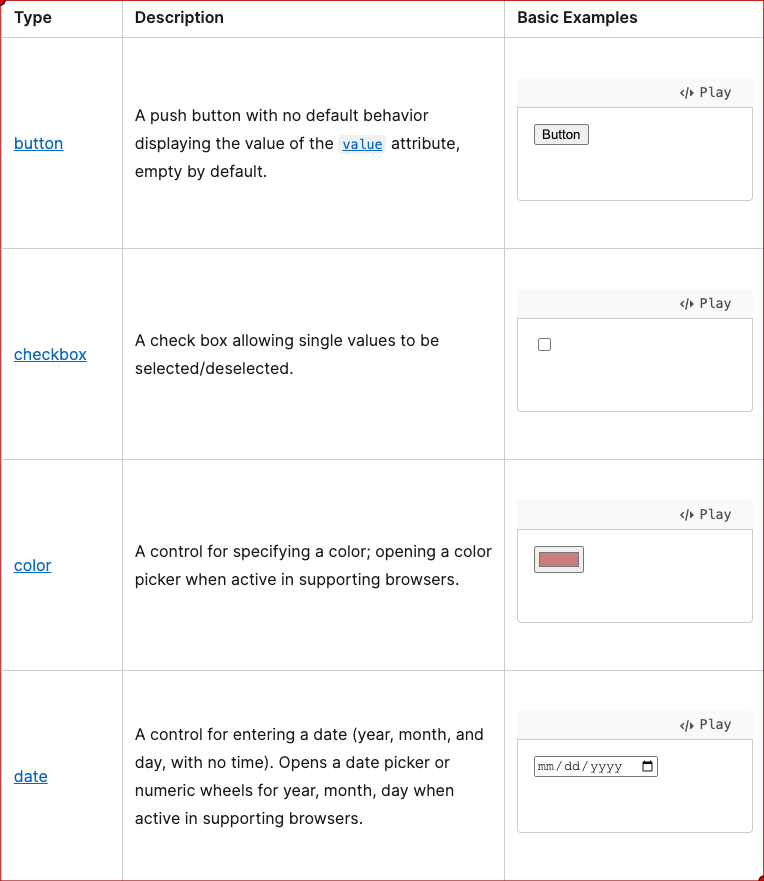 Type Description Basic Examples
button
A push button with no default behavior
displaying the value of the value attribute,
empty by default.
Play
Button
checkbox
A check box allowing single values to be
selected/deselected.
Play
color
A control for specifying a color; opening a color
picker when active in supporting browsers.
Play
date
A control for entering a date (year, month, and
day, with no time). Opens a date picker or
numeric wheels for year, month, day when
active in supporting browsers.
Play
mm/dd/yyyy